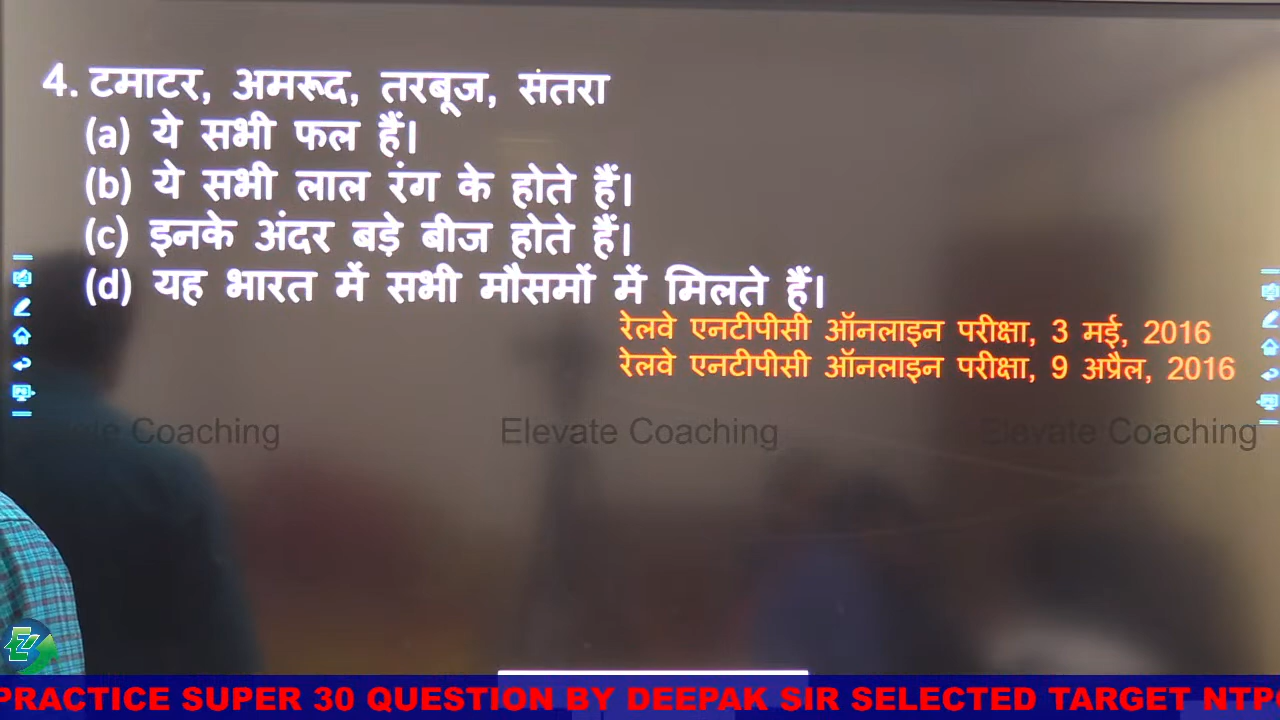 4. टमाटर, अमरूद, तरबूज, संतरा
(a) ये सभी फल हैं।
(b) ये सभी लाल रंग के होते हैं।
(c) इनके अंदर बड़े बीज होते हैं।
(d) यह भारत में सभी मौसमों में मिलते हैं।
रेलवे एनटीपीसी ऑनलाइन परीक्षा, 3 मई, 2016
रेलवे एनटीपीसी ऑनलाइन परीक्षा, 9 अप्रैल, 2016
Coaching Elevate Coaching Elevate Coaching
PRACTICE SUPER 30 QUESTION BY DEEPAK SIR SELECTED TARGET